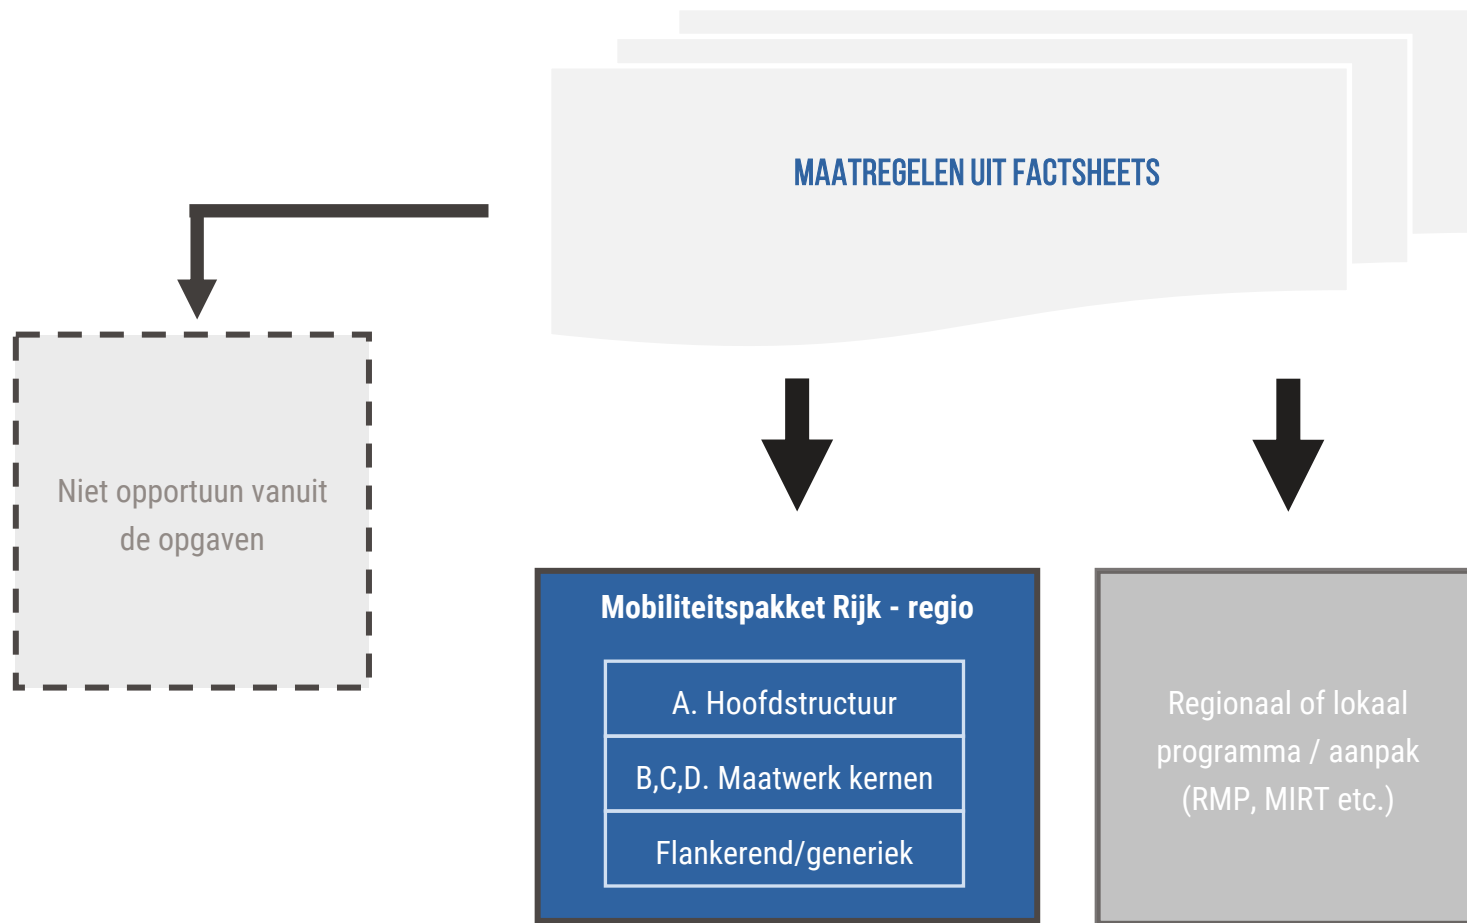 MAATREGELEN UIT FACTSHEETS
Niet opportuun vanuit
de opgaven
Mobiliteitspakket Rijk - regio
A. Hoofdstructuur
B,C,D. Maatwerk kernen
Flankerend/generiek
Regionaal of lokaal
programma / aanpak
(RMP, MIRT etc.)